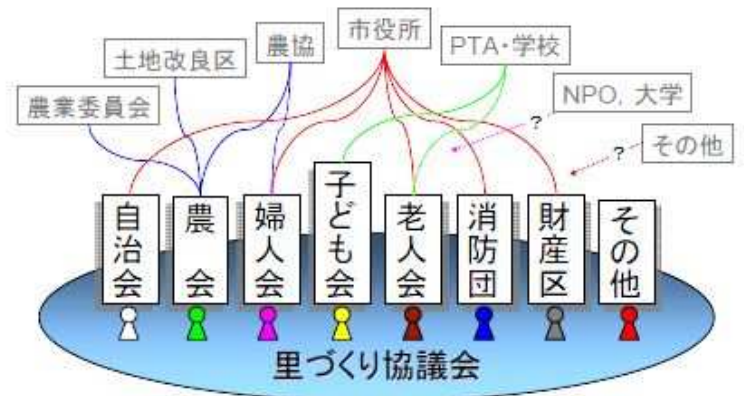 市役所
農協
PTA・学校
土地改良区
NPO, 大学
農業委員会
?
?
その他
自治会
農会
婦人会
子ども会
老人会
消防団
財産区
その他
里づくり協議会